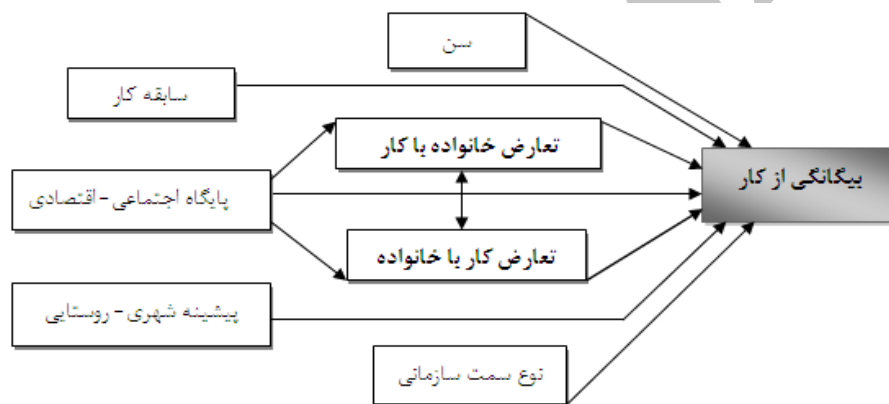 سن
سابقه کار
تعارض خانواده با کار
بیگانگی از کار
پایگاه اجتماعی - اقتصادی
تعارض کار با خانواده
پیشینه شهری - روستایی
نوع سمت سازمانی